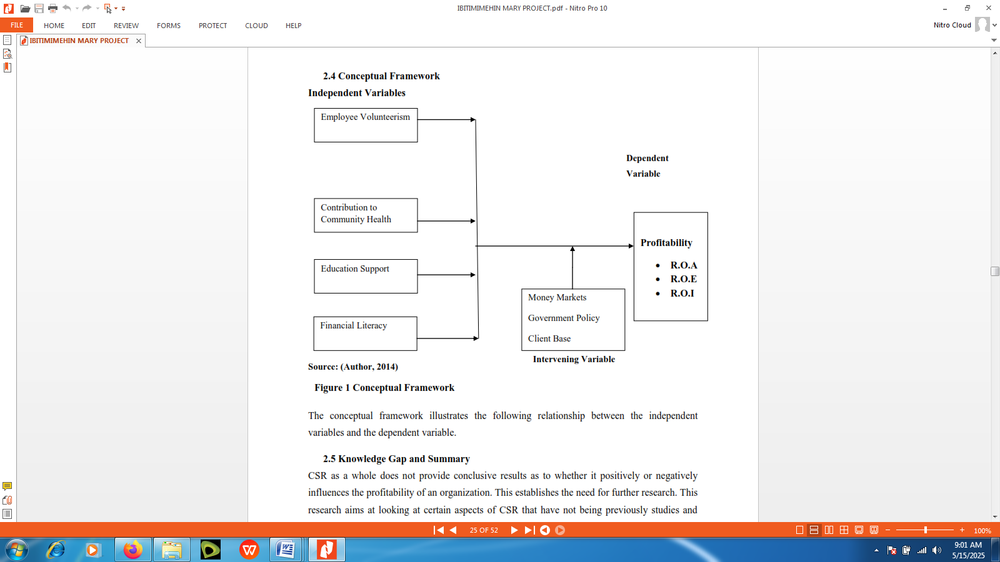 IBITIMIMEHIN MARY PROJECT.pdf - Nitro Pro 10
FILE HOME EDIT REVIEW FORMS PROTECT CLOUD HELP
Nitro Cloud
IBITIMIMEHIN MARY PROJECT
2.4 Conceptual Framework
Independent Variables
Employee Volunteerism
Dependent
Variable
Contribution to
Community Health
Education Support
Financial Literacy
Profitability
• R.O.A
• R.O.E
• R.O.I
Money Markets
Government Policy
Client Base
Intervening Variable
Source: (Author, 2014)
Figure 1 Conceptual Framework
The conceptual framework illustrates the following relationship between the independent
variables and the dependent variable.
2.5 Knowledge Gap and Summary
CSR as a whole does not provide conclusive results as to whether it positively or negatively
influences the profitability of an organization. This establishes the need for further research. This
research aims at looking at certain aspects of CSR that have not being previously studies and
25 OF 52
100%
9:01 AM
5/15/2025